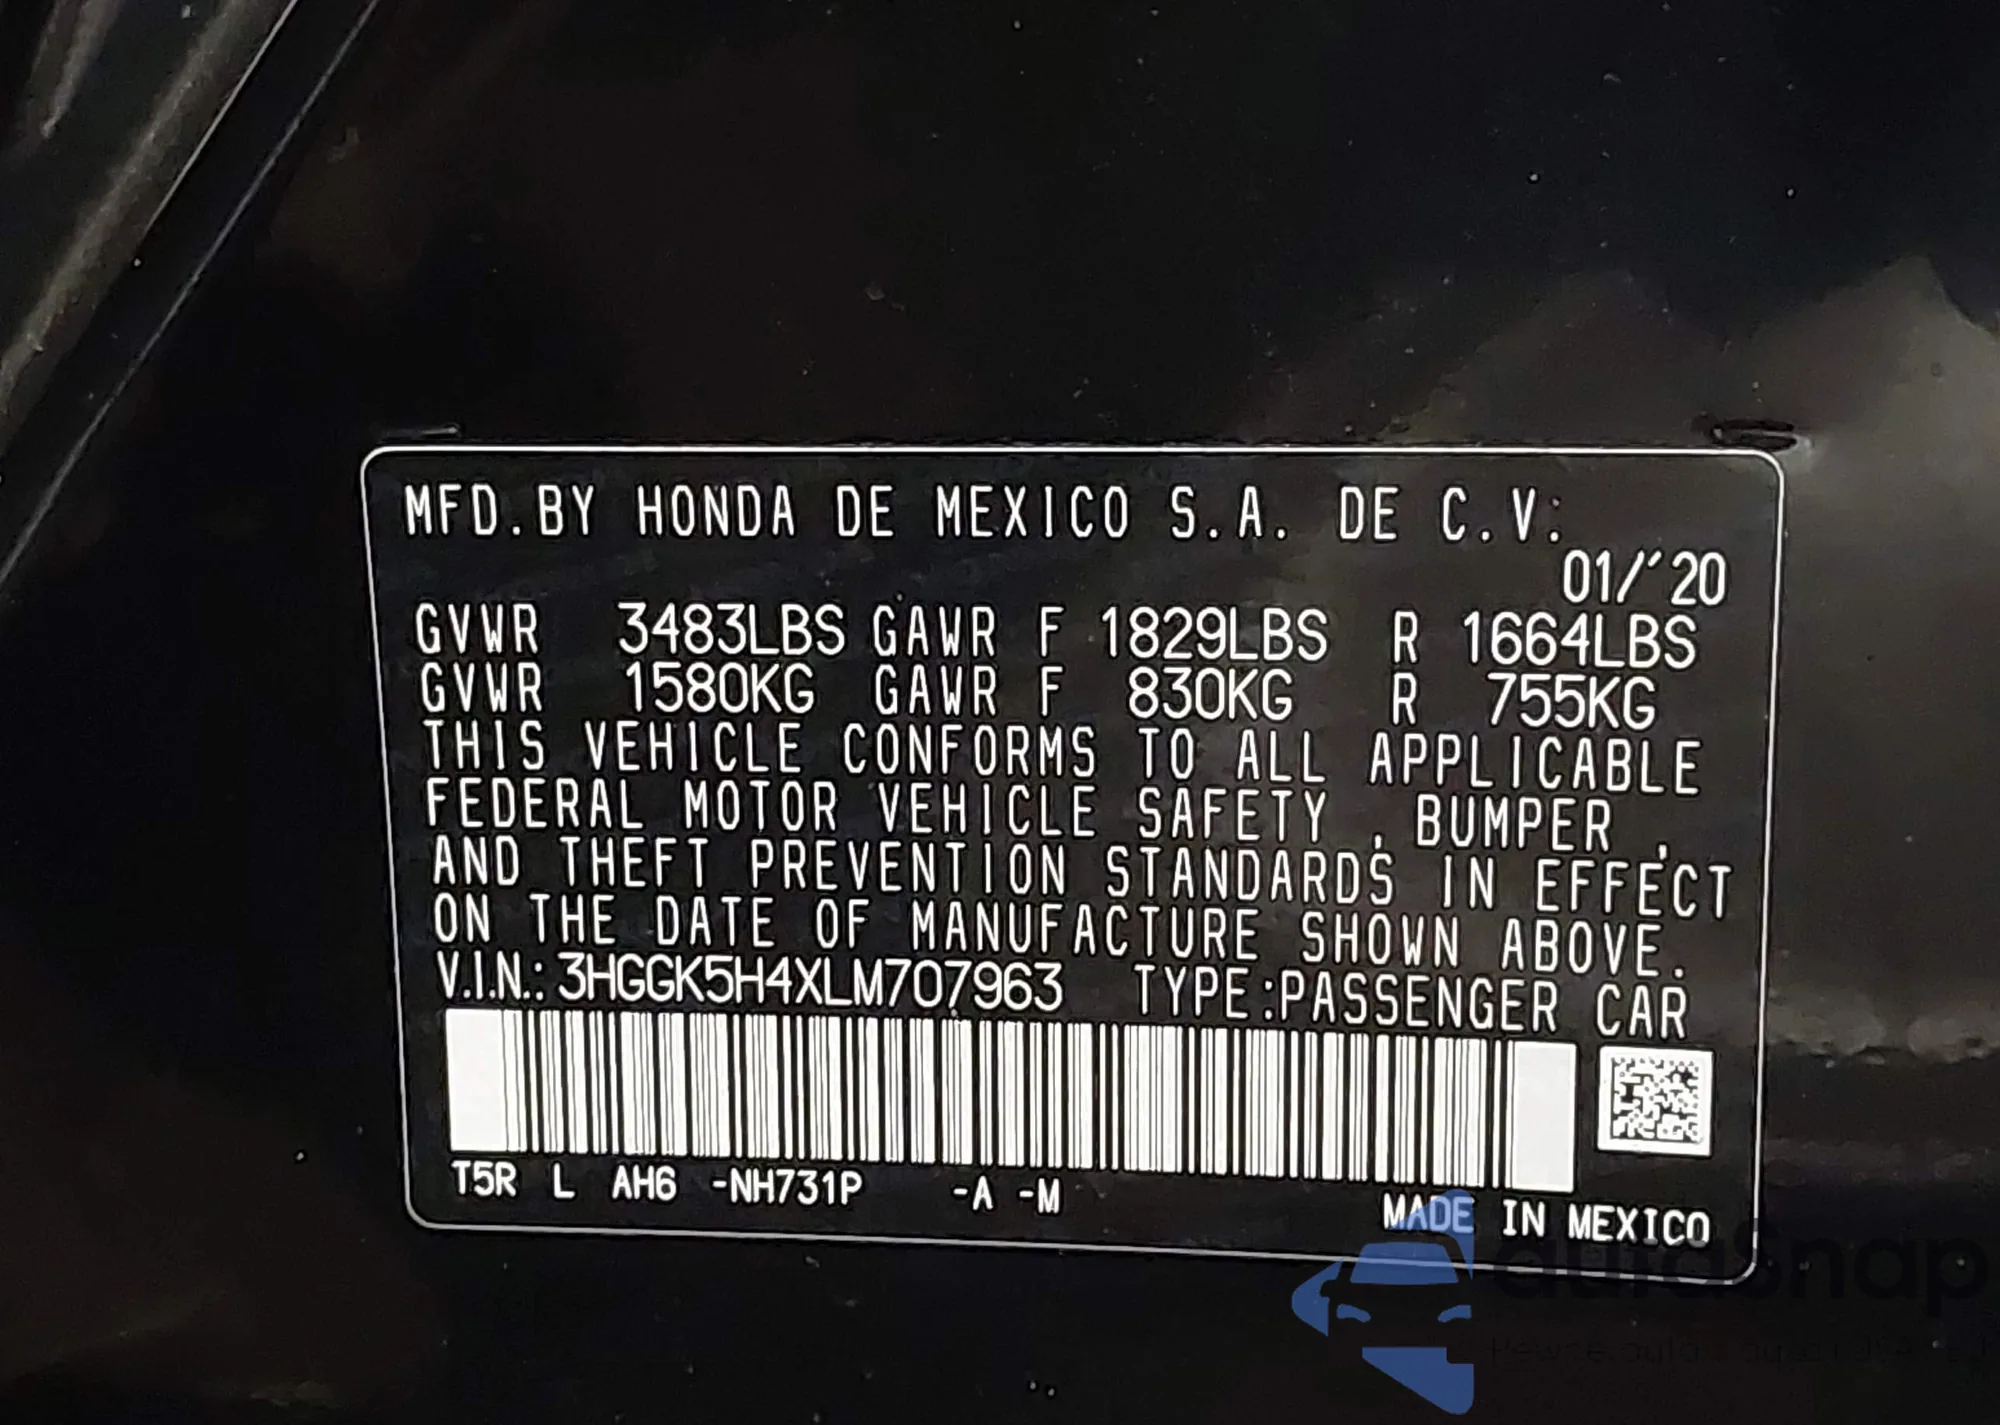 MFD.BY HONDA DE MEXICO S.A. DE C.V.
01/'20
GVWR 3483LBS GAWR F 1829LBS R 1664LBS
GVWR 1580KG GAWR F 830KG R 755KG
THIS VEHICLE CONFORMS TO ALL APPLICABLE
FEDERAL MOTOR VEHICLE SAFETY , BUMPER ,
AND THEFT PREVENTION STANDARDS IN EFFECT
ON THE DATE OF MANUFACTURE SHOWN ABOVE.
V.I.N.: 3HGGK5H4XLM707963 TYPE:PASSENGER CAR
T5R L AH6 -NH731P -A -M
MADE IN MEXICO
autosnap